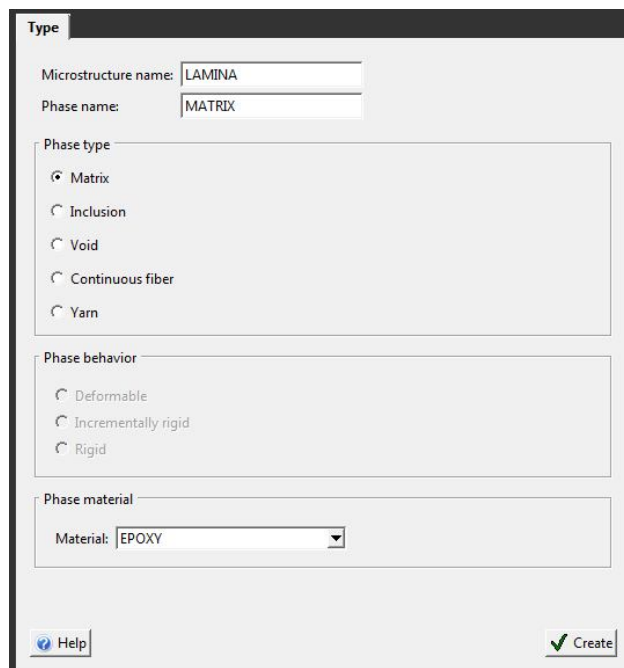 Type
Microstructure name: LAMINA
Phase name: MATRIX
Phase type
Matrix
Inclusion
Void
Continuous fiber
Yarn
Phase behavior
Deformable
Incrementally rigid
Rigid
Phase material
Material: EPOXY
Help Create